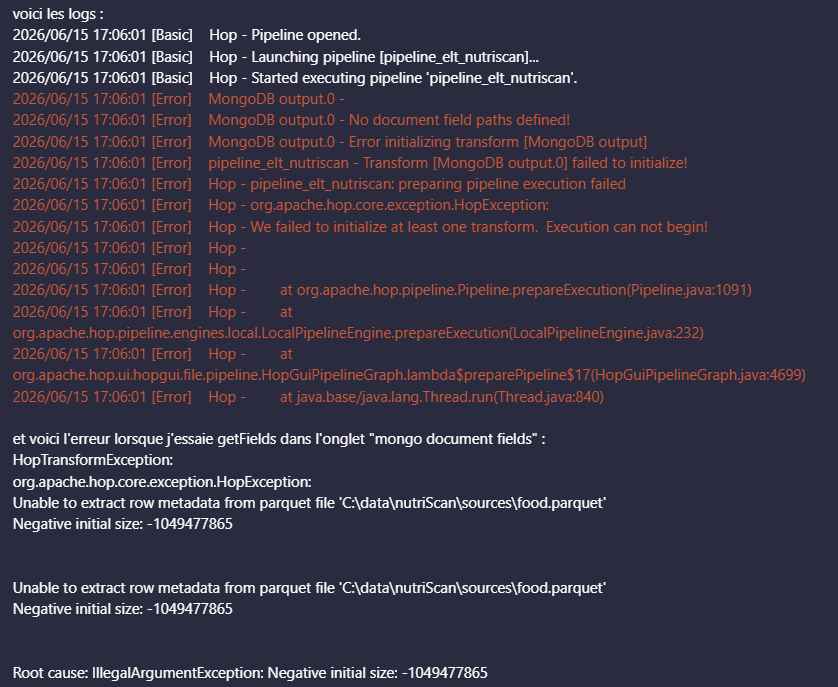 voici les logs :
2026/06/15 17:06:01 [Basic] Hop - Pipeline opened.
2026/06/15 17:06:01 [Basic] Hop - Launching pipeline [pipeline_elt_nutriscan]...
2026/06/15 17:06:01 [Basic] Hop - Started executing pipeline 'pipeline_elt_nutriscan'.
2026/06/15 17:06:01 [Error] MongoDB output.0 -
2026/06/15 17:06:01 [Error] MongoDB output.0 - No document field paths defined!
2026/06/15 17:06:01 [Error] MongoDB output.0 - Error initializing transform [MongoDB output]
2026/06/15 17:06:01 [Error] pipeline_elt_nutriscan - Transform [MongoDB output.0] failed to initialize!
2026/06/15 17:06:01 [Error] Hop - pipeline_elt_nutriscan: preparing pipeline execution failed
2026/06/15 17:06:01 [Error] Hop - org.apache.hop.core.exception.HopException:
2026/06/15 17:06:01 [Error] Hop - We failed to initialize at least one transform. Execution can not begin!
2026/06/15 17:06:01 [Error] Hop -
2026/06/15 17:06:01 [Error] Hop -
2026/06/15 17:06:01 [Error] Hop - at org.apache.hop.pipeline.Pipeline.prepareExecution(Pipeline.java:1091)
2026/06/15 17:06:01 [Error] Hop - at
org.apache.hop.pipeline.engines.local.LocalPipelineEngine.prepareExecution(LocalPipelineEngine.java:232)
2026/06/15 17:06:01 [Error] Hop - at
org.apache.hop.ui.hopgui.file.pipeline.HopGuiPipelineGraph.lambda$preparePipeline$17(HopGuiPipelineGraph.java:4699)
2026/06/15 17:06:01 [Error] Hop - at java.base/java.lang.Thread.run(Thread.java:840)
et voici l'erreur lorsque j'essaie getFields dans l'onglet "mongo document fields" :
HopTransformException:
org.apache.hop.core.exception.HopException:
Unable to extract row metadata from parquet file 'C:\data\nutriScan\sources\food.parquet'
Negative initial size: -1049477865
Unable to extract row metadata from parquet file 'C:\data\nutriScan\sources\food.parquet'
Negative initial size: -1049477865
Root cause: IllegalArgumentException: Negative initial size: -1049477865